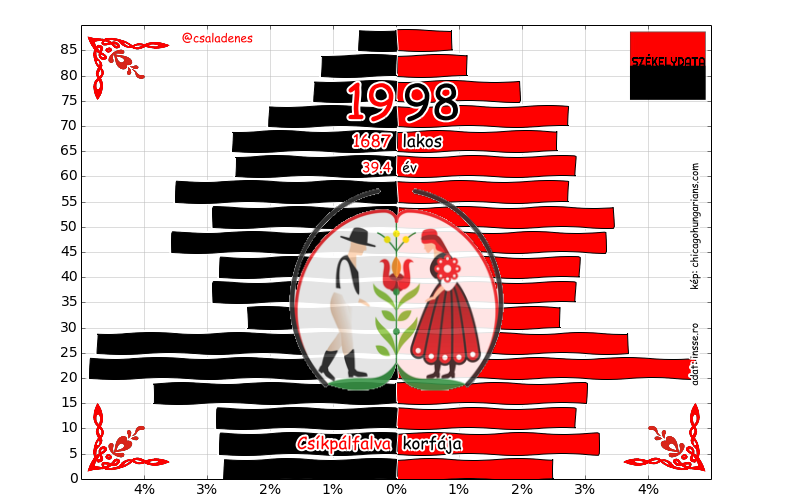 @csaladenes
SZÉKELYDATA
1998
1687 lakos
39.4 év
kép: chicagohungarians.com
adat: insse.ro
Csíkpálfalva korfája
85
80
75
70
65
60
55
50
45
40
35
30
25
20
15
10
5
0
4% 3% 2% 1% 0% 1% 2% 3% 4%